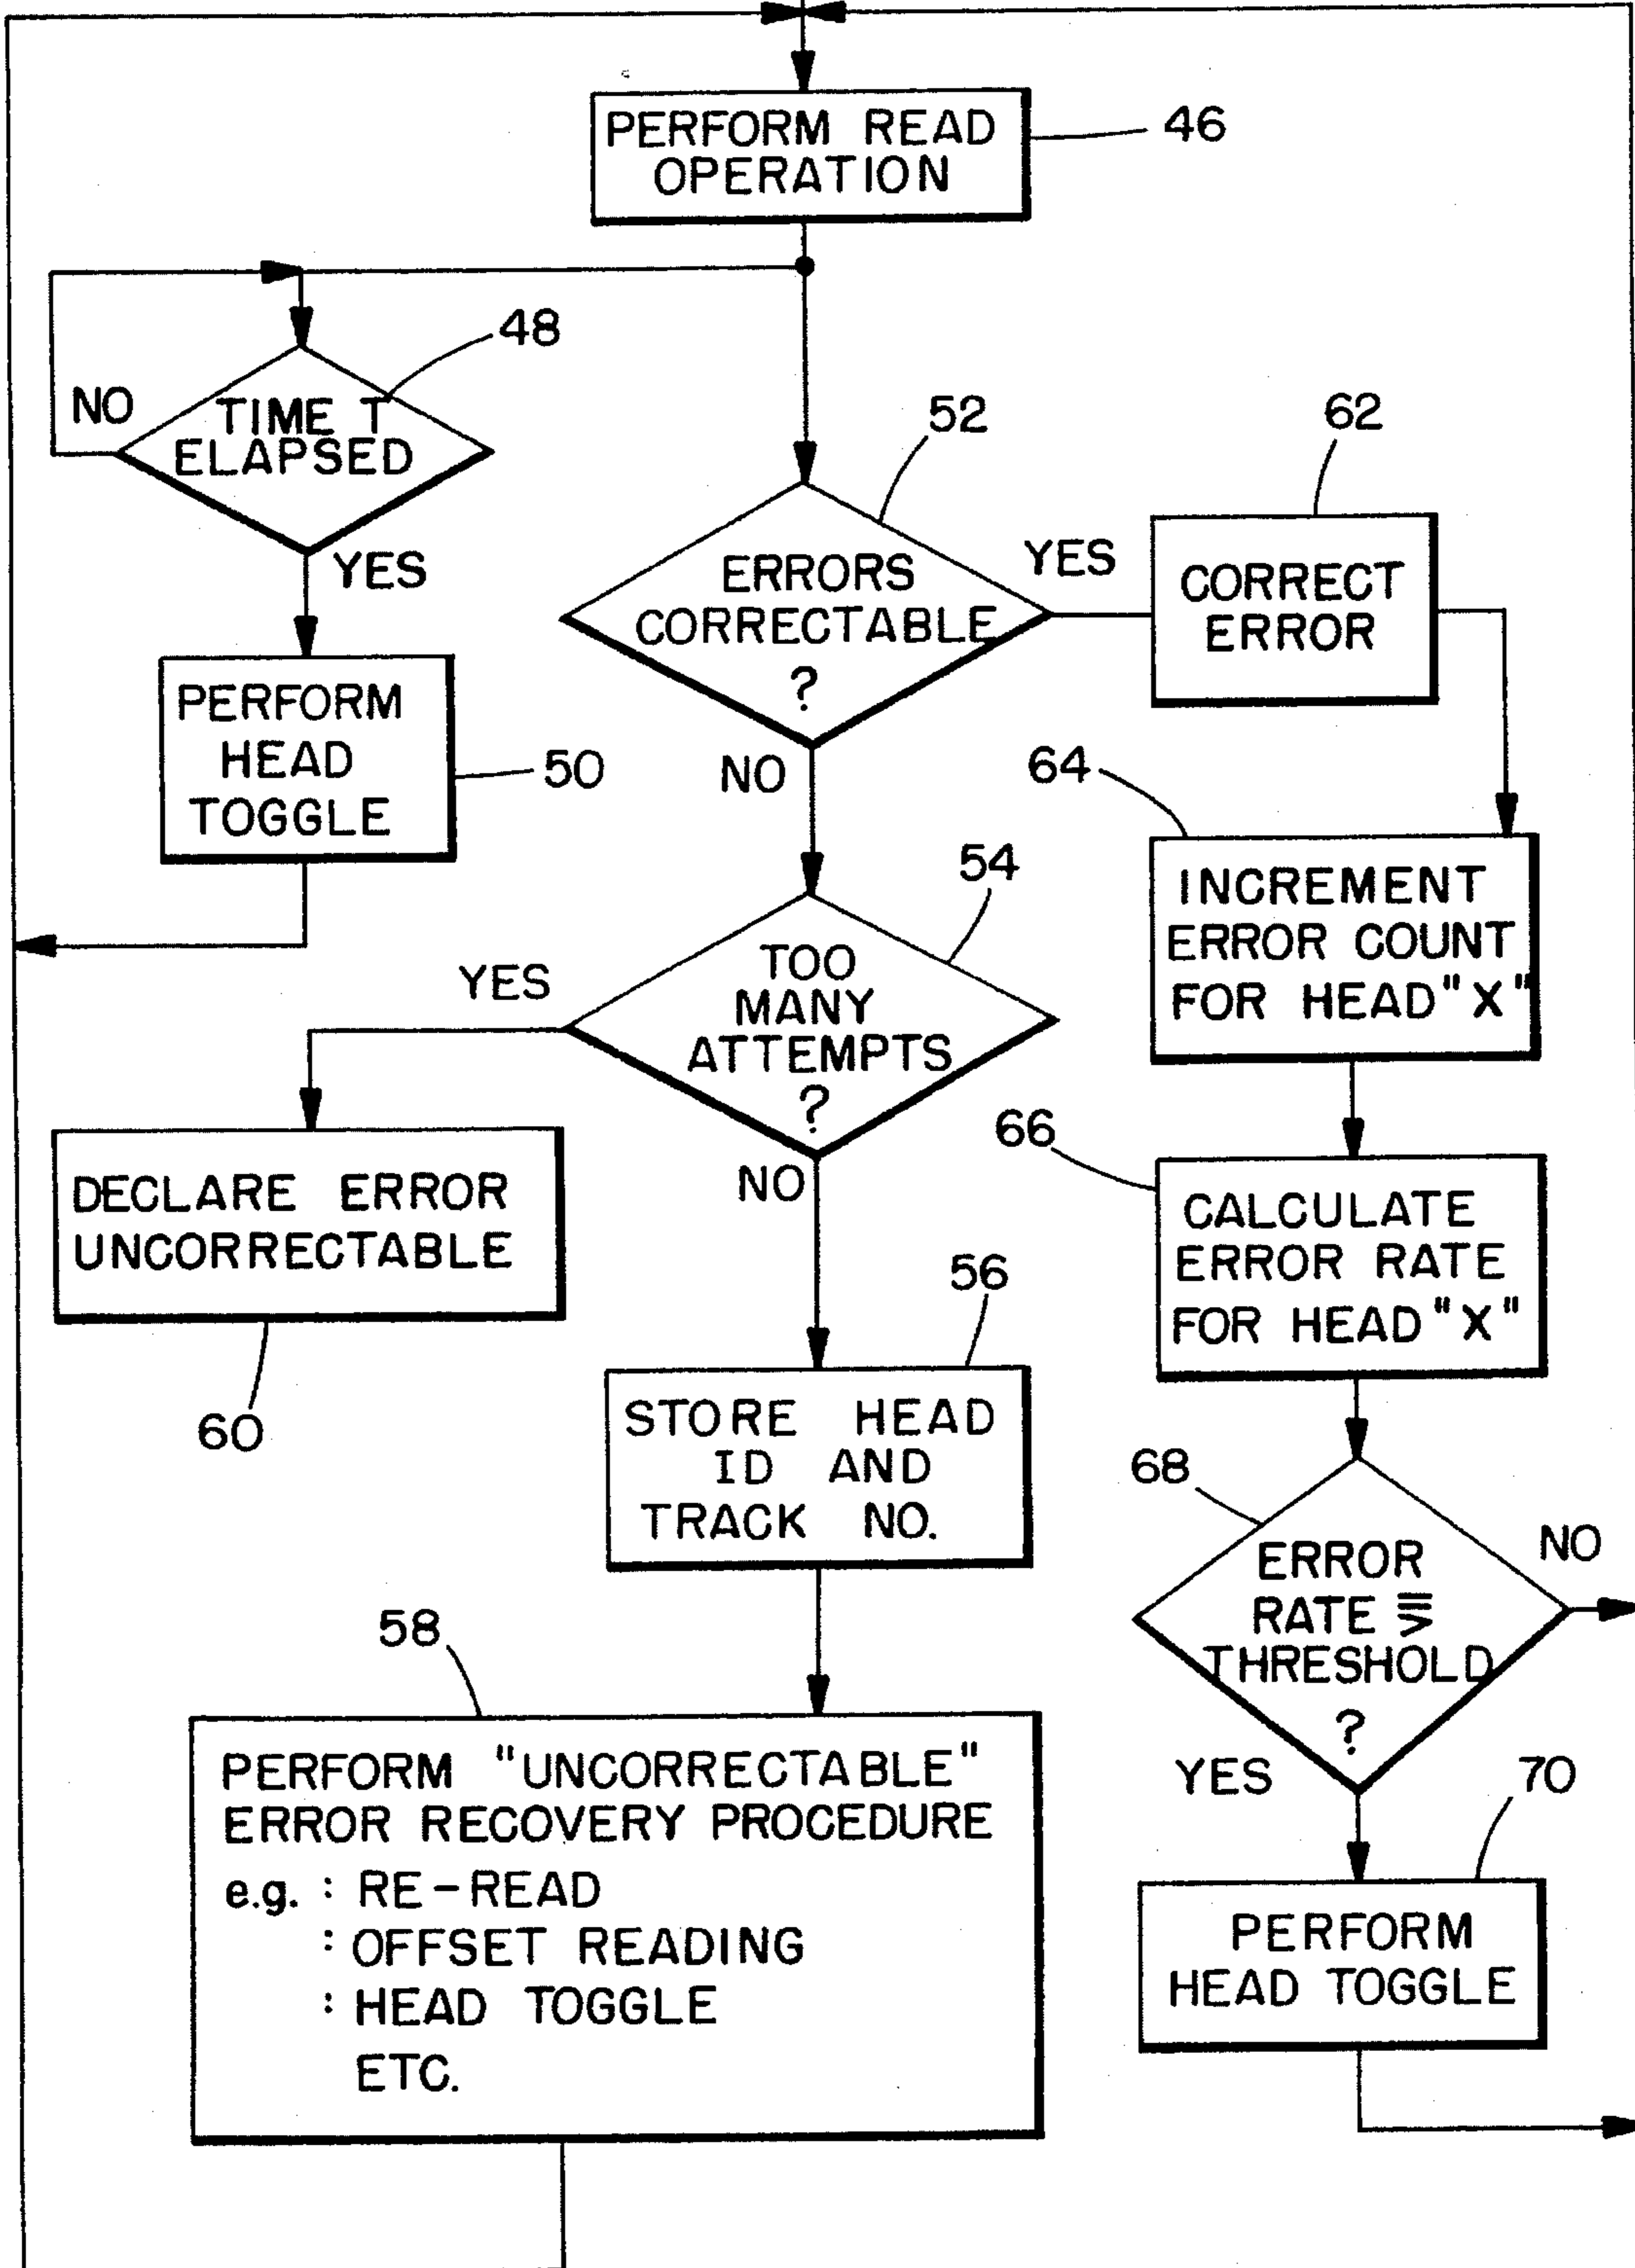 PERFORM READ
OPERATION
46
48
NO
TIME T
ELAPSED
YES
PERFORM
HEAD
TOGGLE
50
52
ERRORS
CORRECTABLE
?
YES
NO
62
CORRECT
ERROR
64
INCREMENT
ERROR COUNT
FOR HEAD "X"
54
TOO
MANY
ATTEMPTS
?
YES
NO
DECLARE ERROR
UNCORRECTABLE
60
66
CALCULATE
ERROR RATE
FOR HEAD "X"
56
STORE HEAD
ID AND
TRACK NO.
68
ERROR
RATE ≥
THRESHOLD
?
NO
YES
58
PERFORM "UNCORRECTABLE"
ERROR RECOVERY PROCEDURE
e.g. : RE-READ
: OFFSET READING
: HEAD TOGGLE
ETC.
70
PERFORM
HEAD TOGGLE